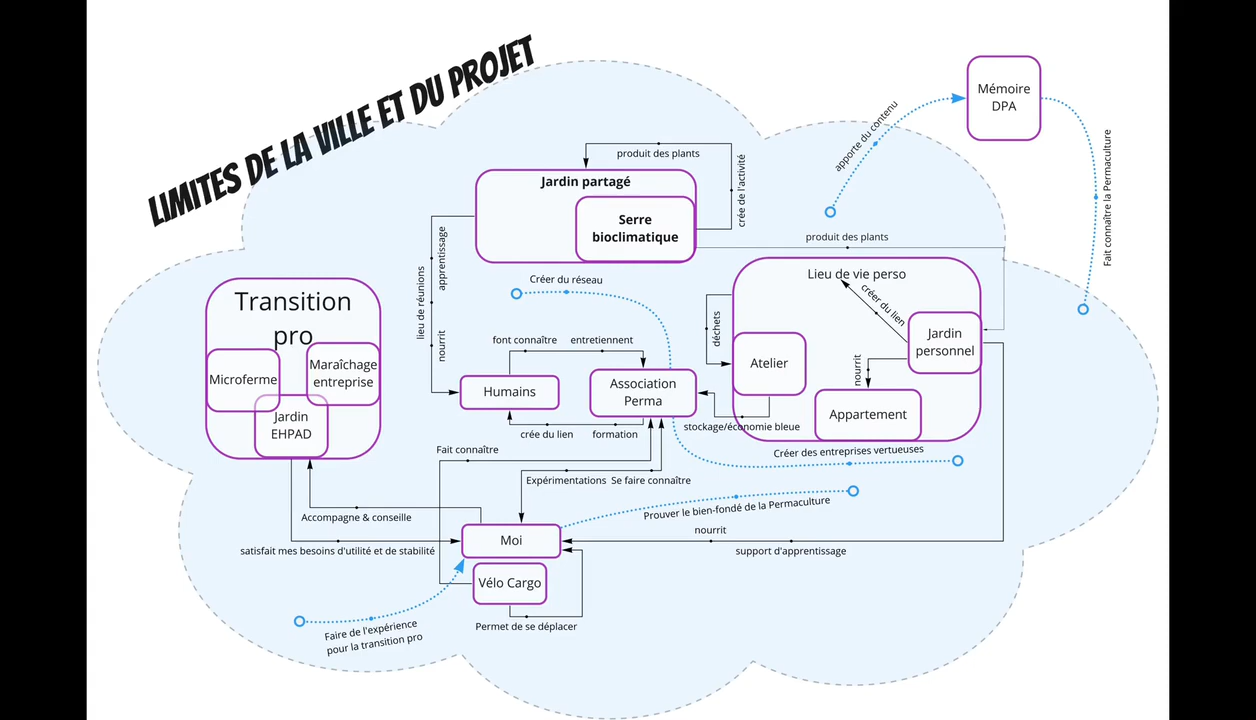 LIMITES DE LA VILLE ET DU PROJET
Mémoire
DPA
apporte du contenu
Fait connaître la Permaculture
produit des plants
Jardin partagé
crée de l'activité
Serre
bioclimatique
produit des plants
lieu de réunions
apprentissage
nourrit
Créer du réseau
Lieu de vie perso
créer du lien
Transition
pro
déchets
Jardin
personnel
Microferme
Maraîchage
entreprise
font connaître
entretiennent
Atelier
nourrit
Humains
Association
Perma
Appartement
Jardin
EHPAD
crée du lien
formation
stockage/économie bleue
Fait connaître
Créer des entreprises vertueuses
Expérimentations
Se faire connaître
Prouver le bien-fondé de la Permaculture
Accompagne & conseille
nourrit
Moi
satisfait mes besoins d'utilité et de stabilité
support d'apprentissage
Vélo Cargo
Faire de l'expérience
pour la transition pro
Permet de se déplacer